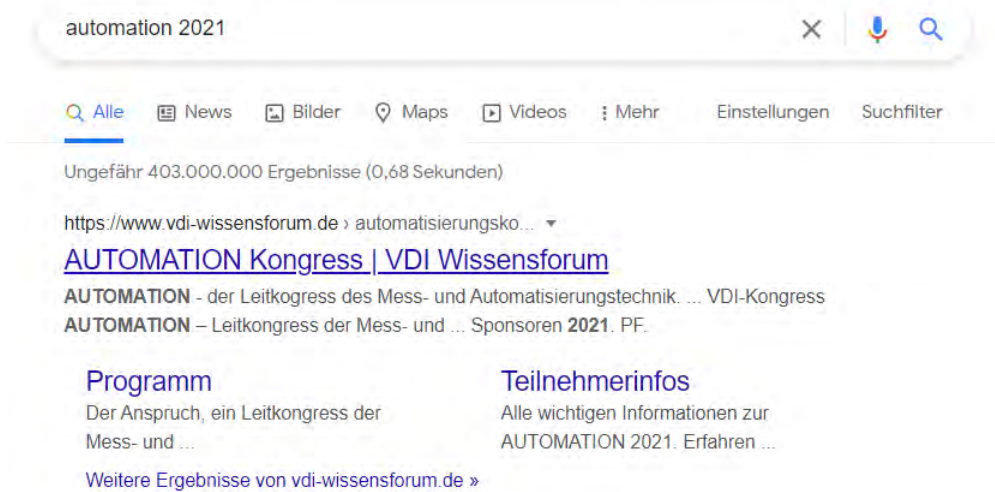 automation 2021
Alle News Bilder Maps Videos Mehr Einstellungen Suchfilter
Ungefähr 403.000.000 Ergebnisse (0,68 Sekunden)
https://www.vdi-wissensforum.de › automatisierungsko...
AUTOMATION Kongress | VDI Wissensforum
AUTOMATION - der Leitkogress des Mess- und Automatisierungstechnik. ... VDI-Kongress
AUTOMATION – Leitkongress der Mess- und ... Sponsoren 2021. PF.
Programm
Der Anspruch, ein Leitkongress der
Mess- und ...
Teilnehmerinfos
Alle wichtigen Informationen zur
AUTOMATION 2021. Erfahren ...
Weitere Ergebnisse von vdi-wissensforum.de »